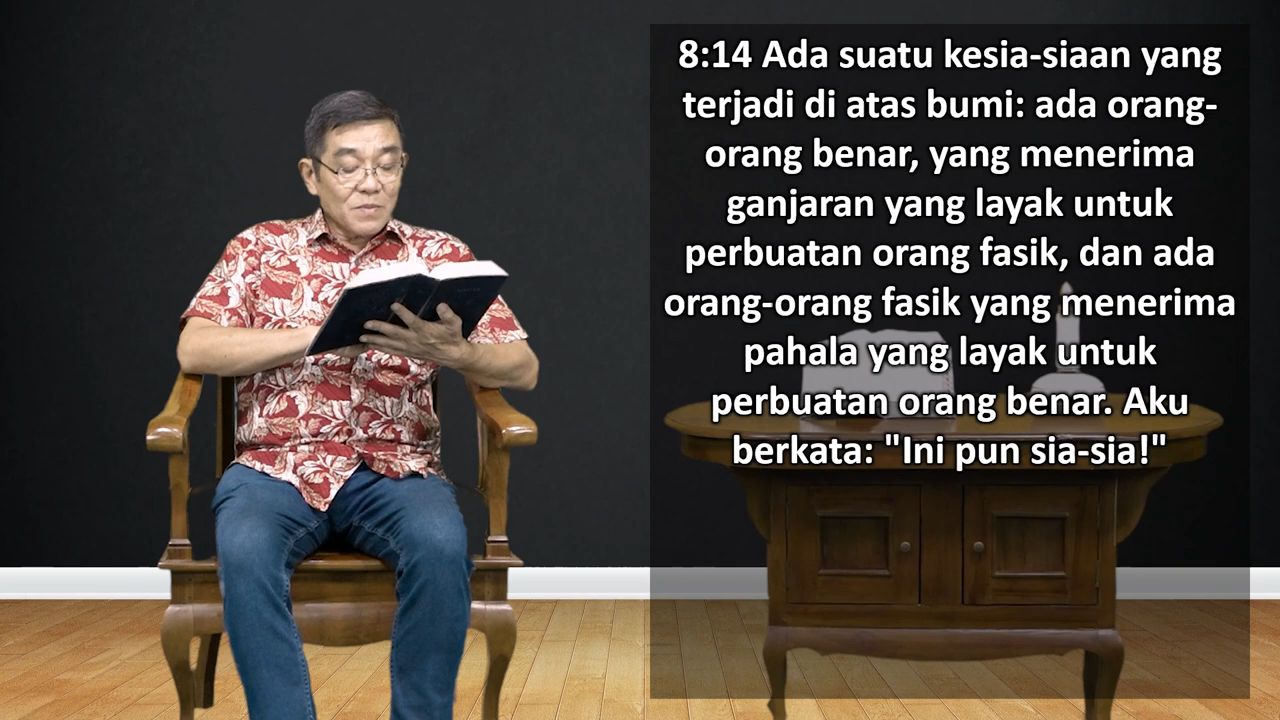 8:14 Ada suatu kesia-siaan yang
terjadi di atas bumi: ada orang-
orang benar, yang menerima
ganjaran yang layak untuk
perbuatan orang fasik, dan ada
orang-orang fasik yang menerima
pahala yang layak untuk
perbuatan orang benar. Aku
berkata: "Ini pun sia-sia!"